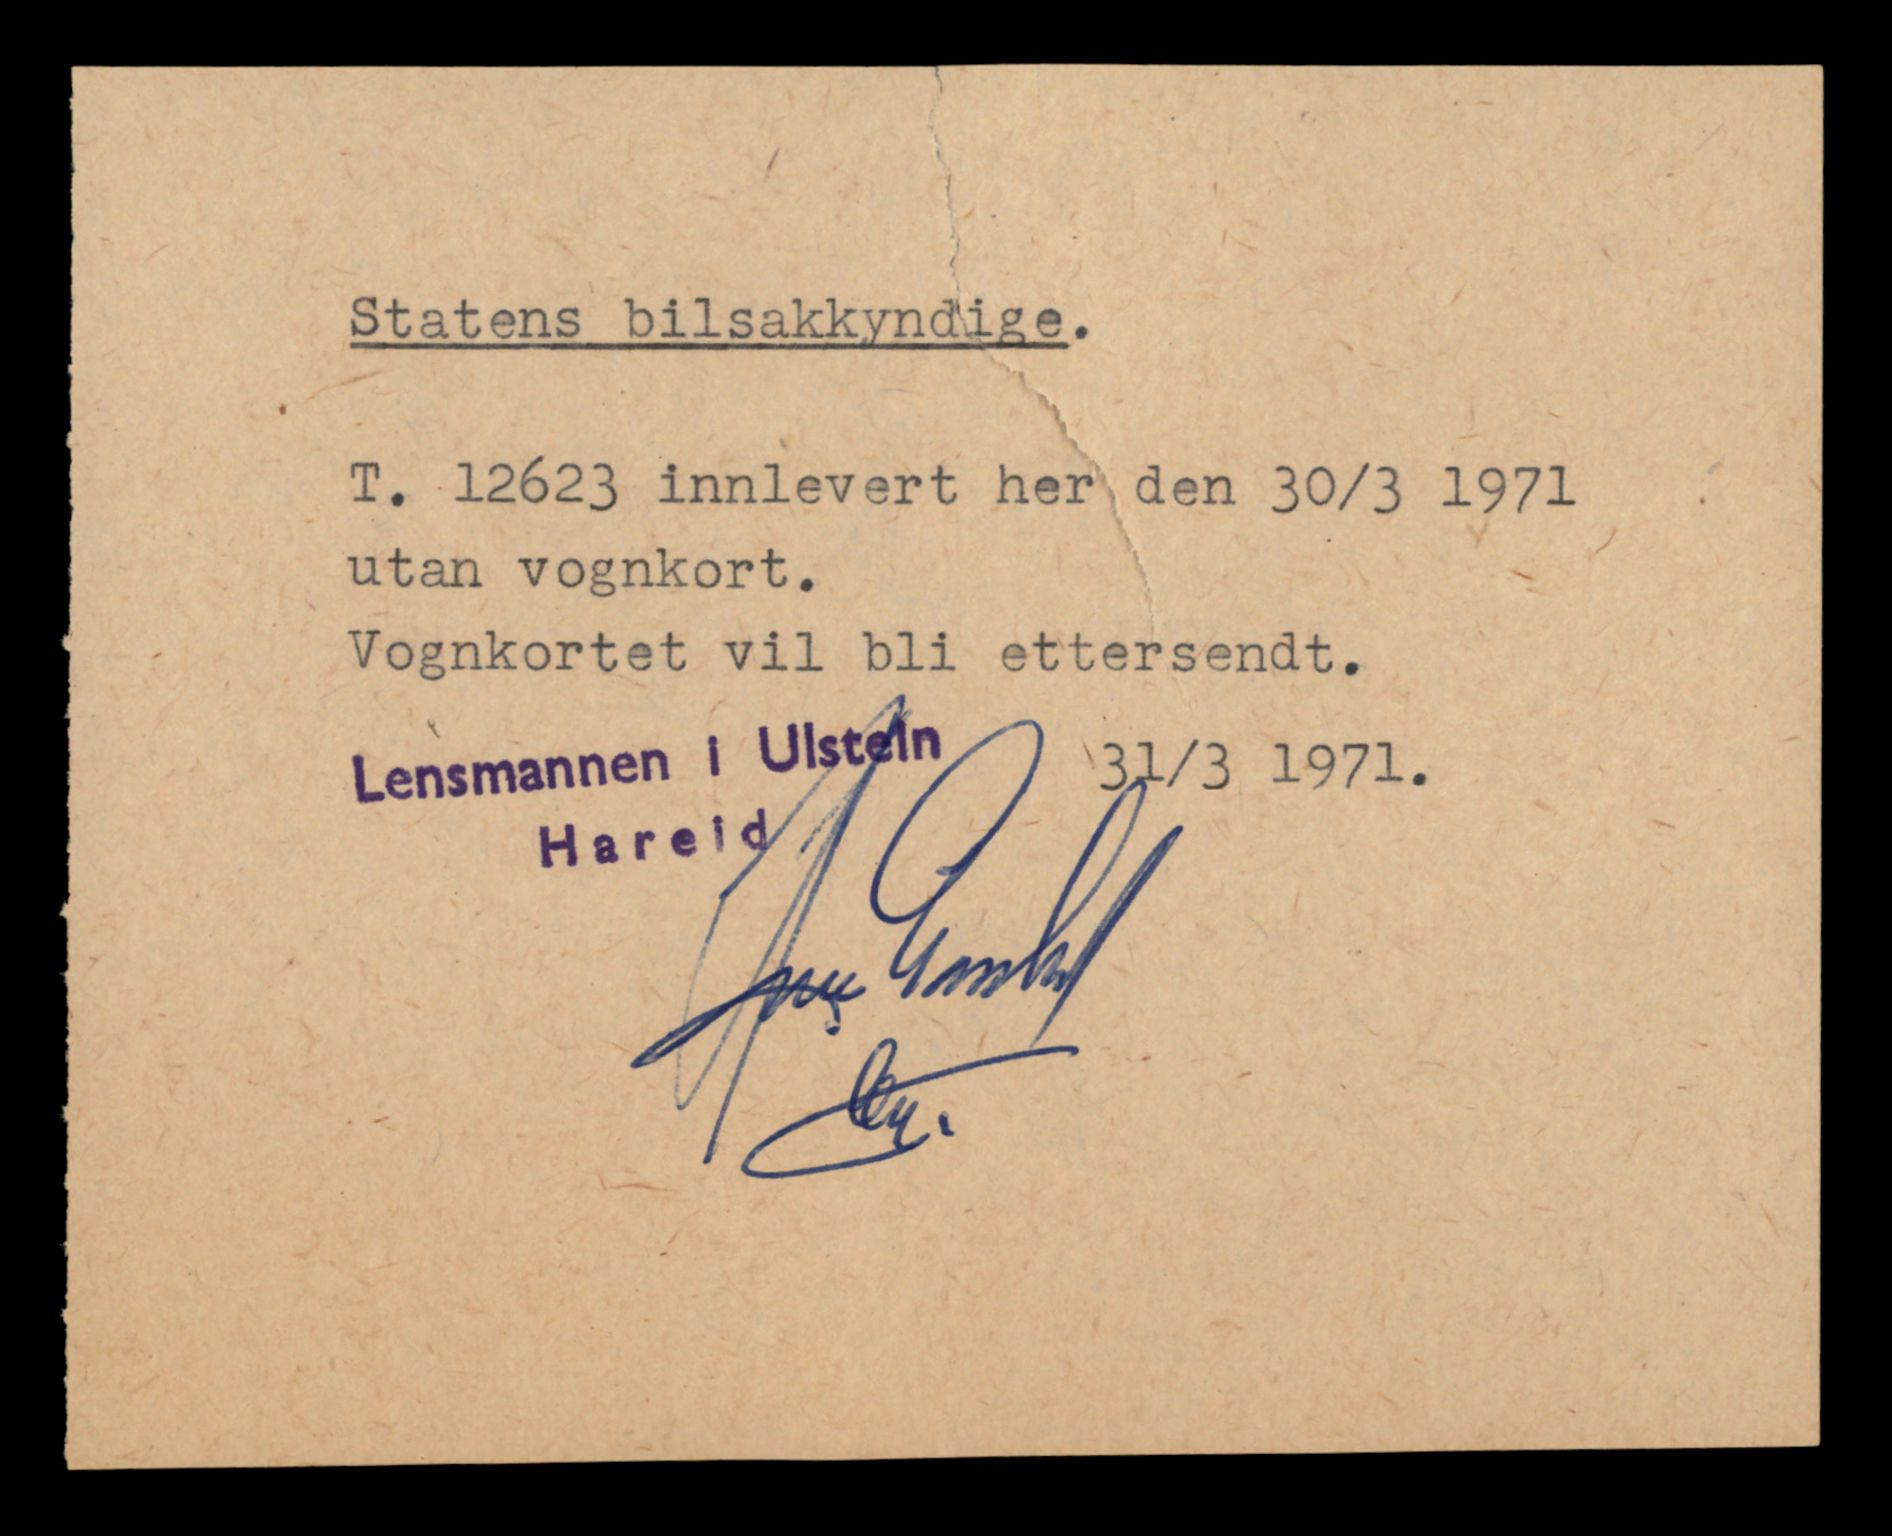 Statens bilsakkyndige.
T. 12623 innlevert her den 30/3 1971
utan vognkort.
Vognkortet vil bli ettersendt.
Lensmannen i Ulstein
Hareid
31/3 1971.